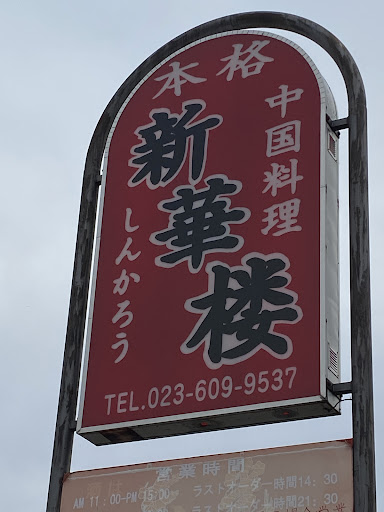 本格
中国料理
新華楼
しんかろう
TEL.023-609-9537
営業時間
AM 11:00-PM 15:00 ラストオーダー時間14:30
ラストオーダー時間21:30